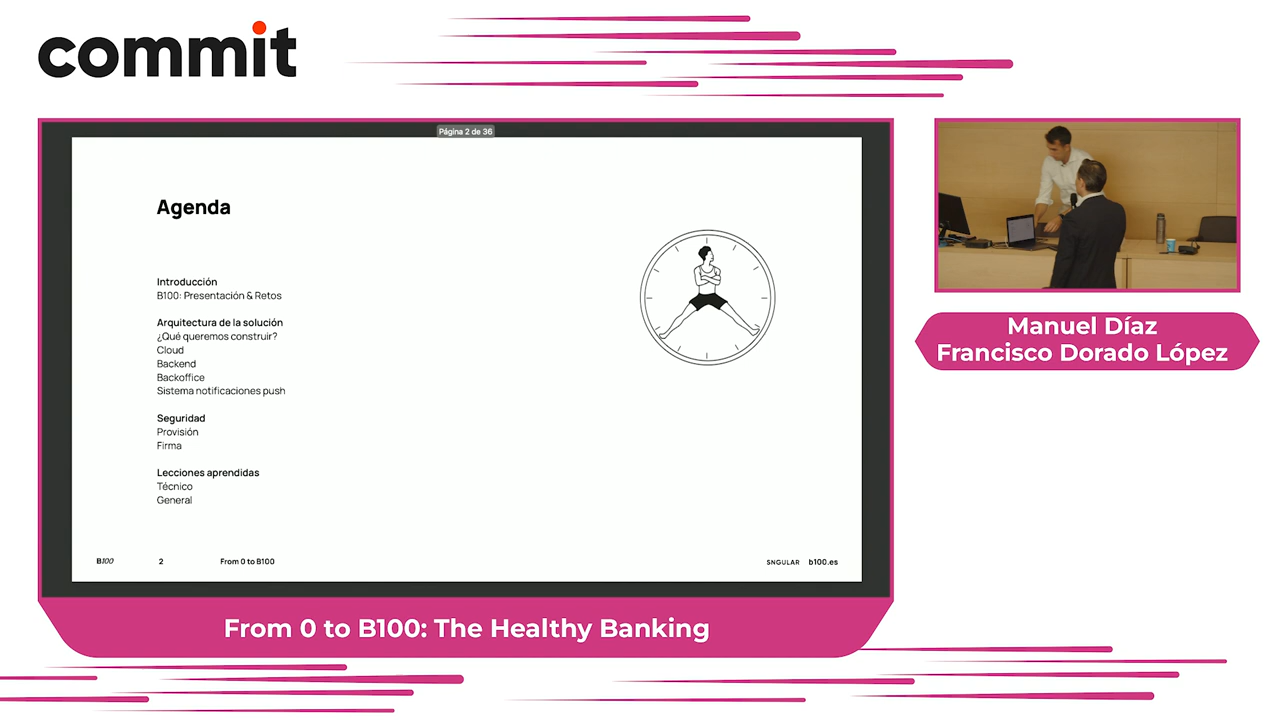 commit
Página 2 de 36
Agenda
Introducción
B100: Presentación & Retos
Arquitectura de la solución
¿Qué queremos construir?
Cloud
Backend
Backoffice
Sistema notificaciones push
Seguridad
Provisión
Firma
Lecciones aprendidas
Técnico
General
B100
2
From 0 to B100
SNGULAR
b100.es
Manuel Díaz
Francisco Dorado López
From 0 to B100: The Healthy Banking